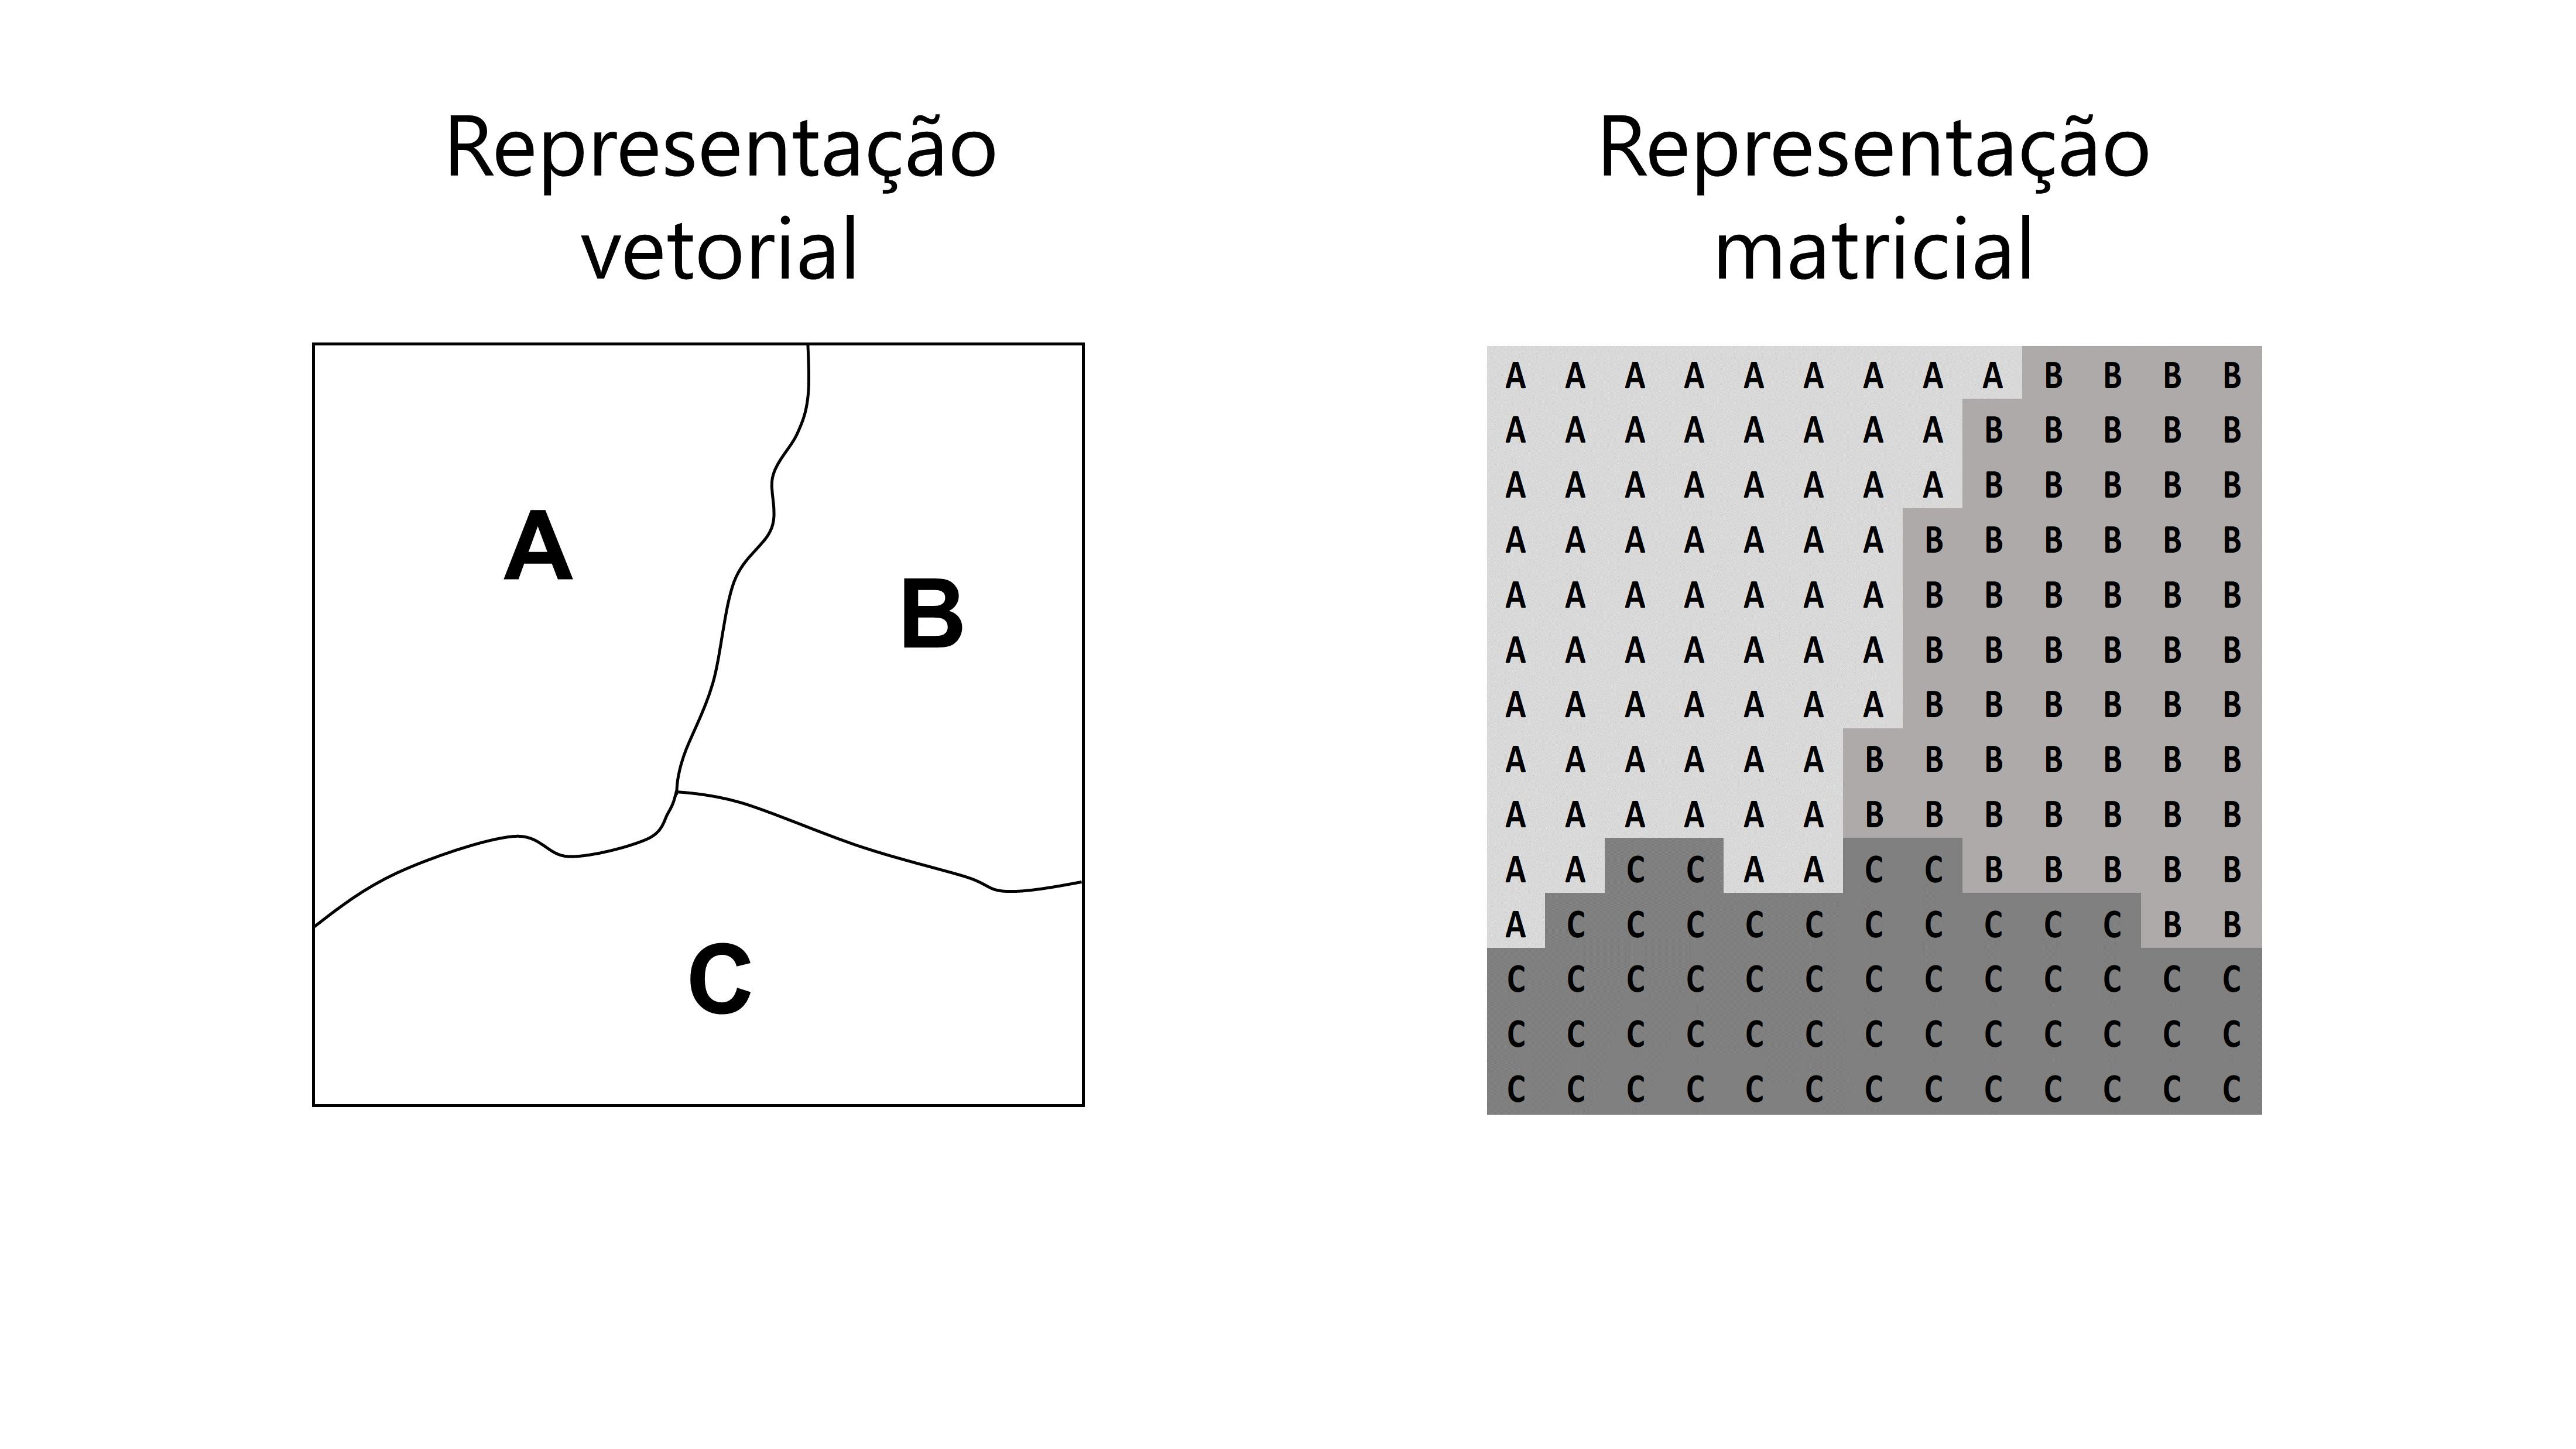 Representação
vetorial
A
B
C
Representação
matricial
A A A A A A A A A B B B B
A A A A A A A A B B B B B
A A A A A A A A B B B B B
A A A A A A A B B B B B B
A A A A A A A B B B B B B
A A A A A A A B B B B B B
A A A A A A A B B B B B B
A A A A A A B B B B B B B
A A A A A A B B B B B B B
A A C C A A C C B B B B B
A C C C C C C C C C C B B
C C C C C C C C C C C C C
C C C C C C C C C C C C C
C C C C C C C C C C C C C